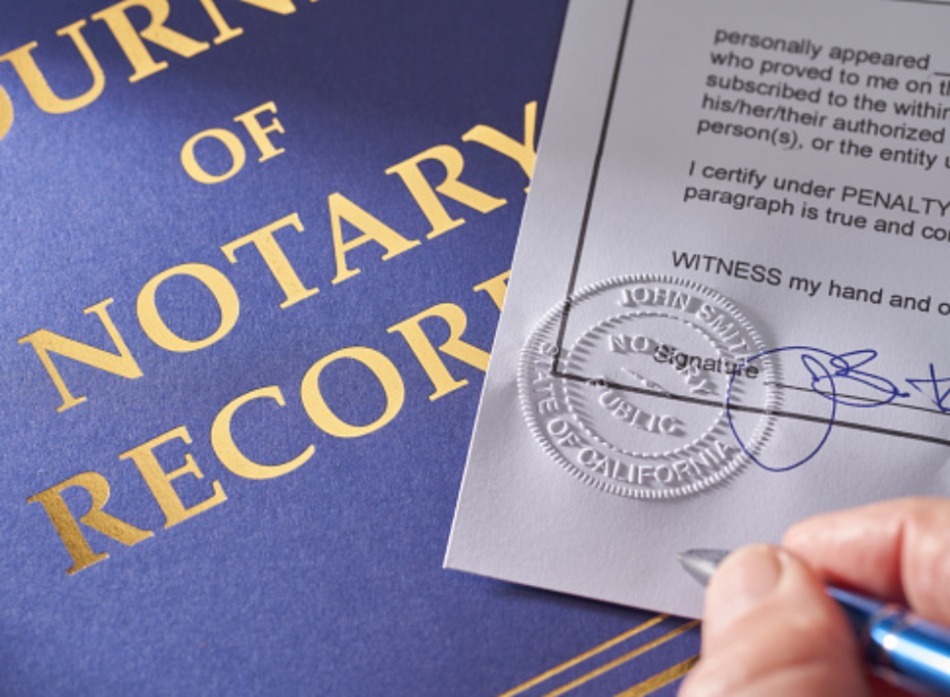 OURN
OF
NOTARY
RECOR
personally appeared
who proved to me on th
subscribed to the within
his/her/their authorized
person(s), or the entity u
I certify under PENALTY
paragraph is true and co
WITNESS my hand and o
Signature
JOHN SMIT
NOTARY
PUBLIC
STATE OF CALIFORNIA